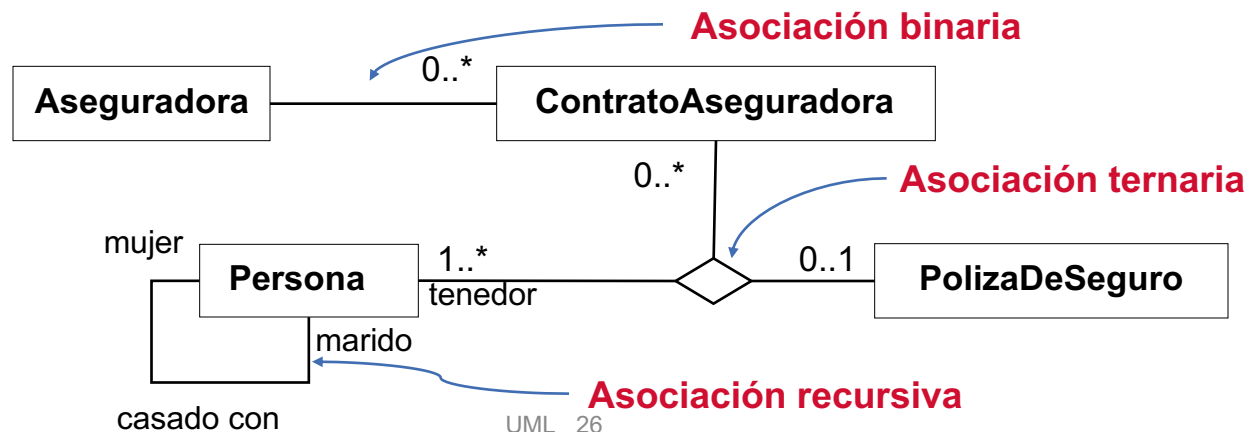 Asociación binaria
0..*
Aseguradora
ContratoAseguradora
0..*
Asociación ternaria
mujer
1..*
0..1
Persona
tenedor
PolizaDeSeguro
marido
Asociación recursiva
casado con
UML 26